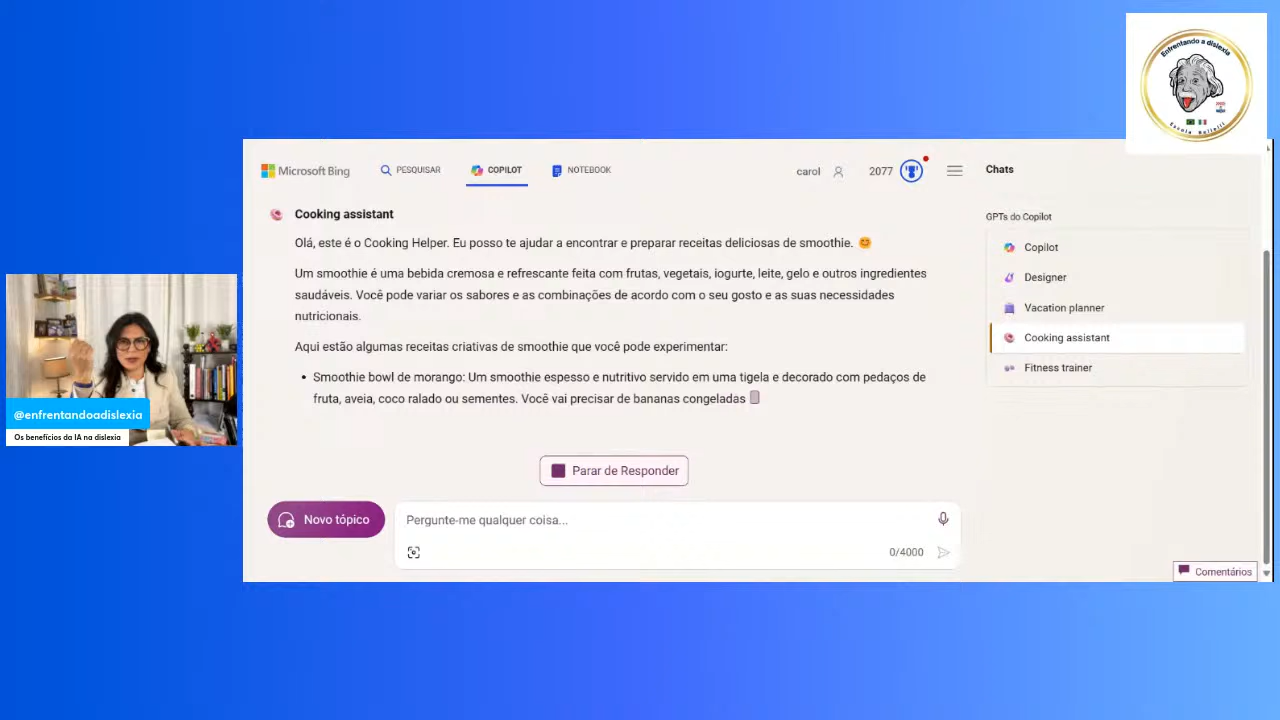 Enfrentando a dislexia
Microsoft Bing
PESQUISAR
COPILOT
NOTEBOOK
carol
2077
Chats
Cooking assistant
Olá, este é o Cooking Helper. Eu posso te ajudar a encontrar e preparar receitas deliciosas de smoothie. 😊
Um smoothie é uma bebida cremosa e refrescante feita com frutas, vegetais, iogurte, leite, gelo e outros ingredientes
saudáveis. Você pode variar os sabores e as combinações de acordo com o seu gosto e as suas necessidades
nutricionais.
Aqui estão algumas receitas criativas de smoothie que você pode experimentar:
• Smoothie bowl de morango: Um smoothie espesso e nutritivo servido em uma tigela e decorado com pedaços de
fruta, aveia, coco ralado ou sementes. Você vai precisar de bananas congeladas
Parar de Responder
Novo tópico
Pergunte-me qualquer coisa...
0/4000
GPTs do Copilot
Copilot
Designer
Vacation planner
Cooking assistant
Fitness trainer
Comentários
@enfrentandoadislexia
Os benefícios da IA na dislexia